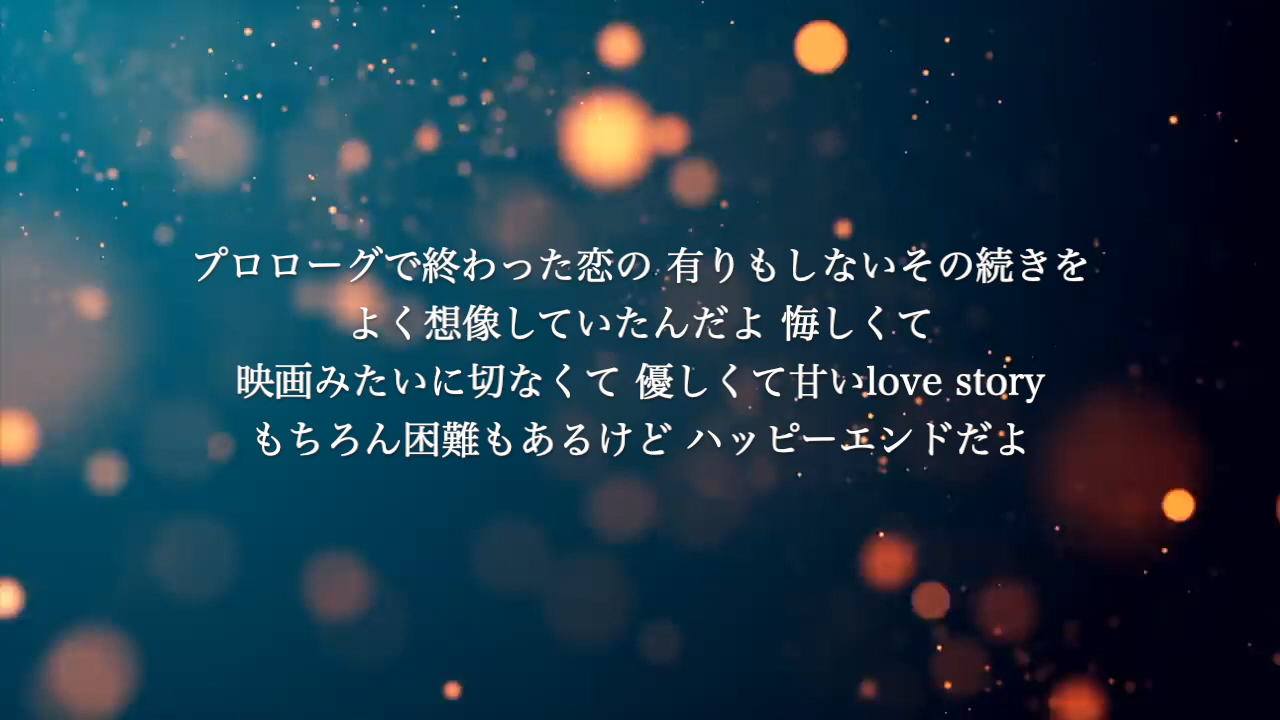 プロローグで終わった恋の 有りもしないその続きを
よく想像していたんだよ 悔しくて
映画みたいに切なくて 優しくて甘いlove story
もちろん困難もあるけど ハッピーエンドだよ